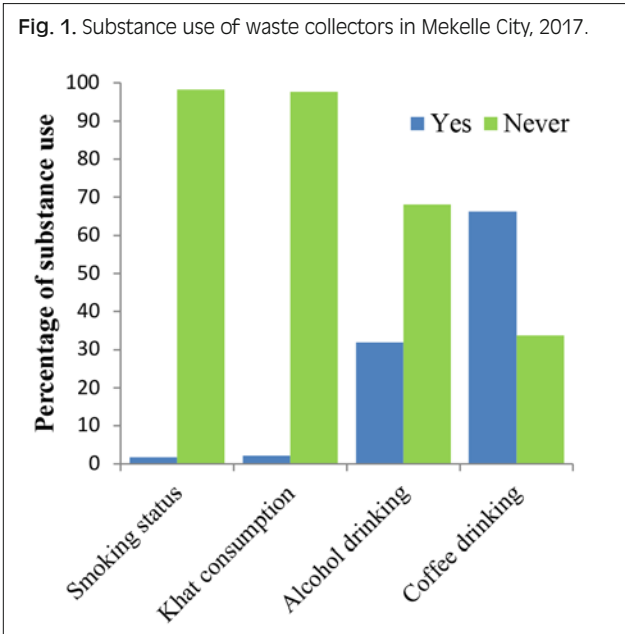 Fig. 1. Substance use of waste collectors in Mekelle City, 2017.
Percentage of substance use
100
90
80
70
60
50
40
30
20
10
0
Yes Never
Smoking status
Khat consumption
Alcohol drinking
Coffee drinking